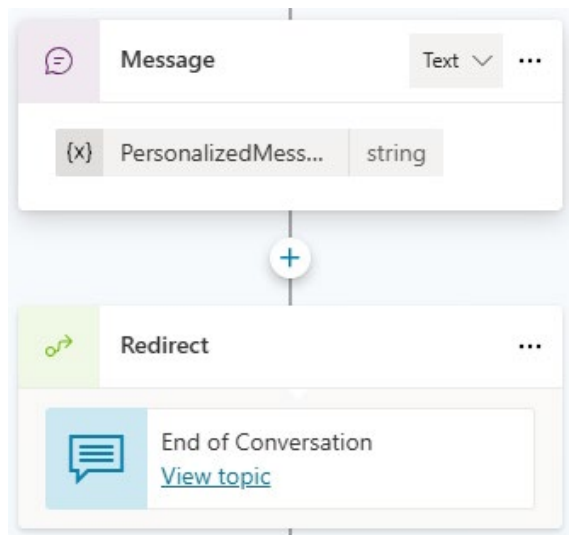 Message
Text
...
{x} PersonalizedMess... string
+
Redirect
...
End of Conversation
View topic